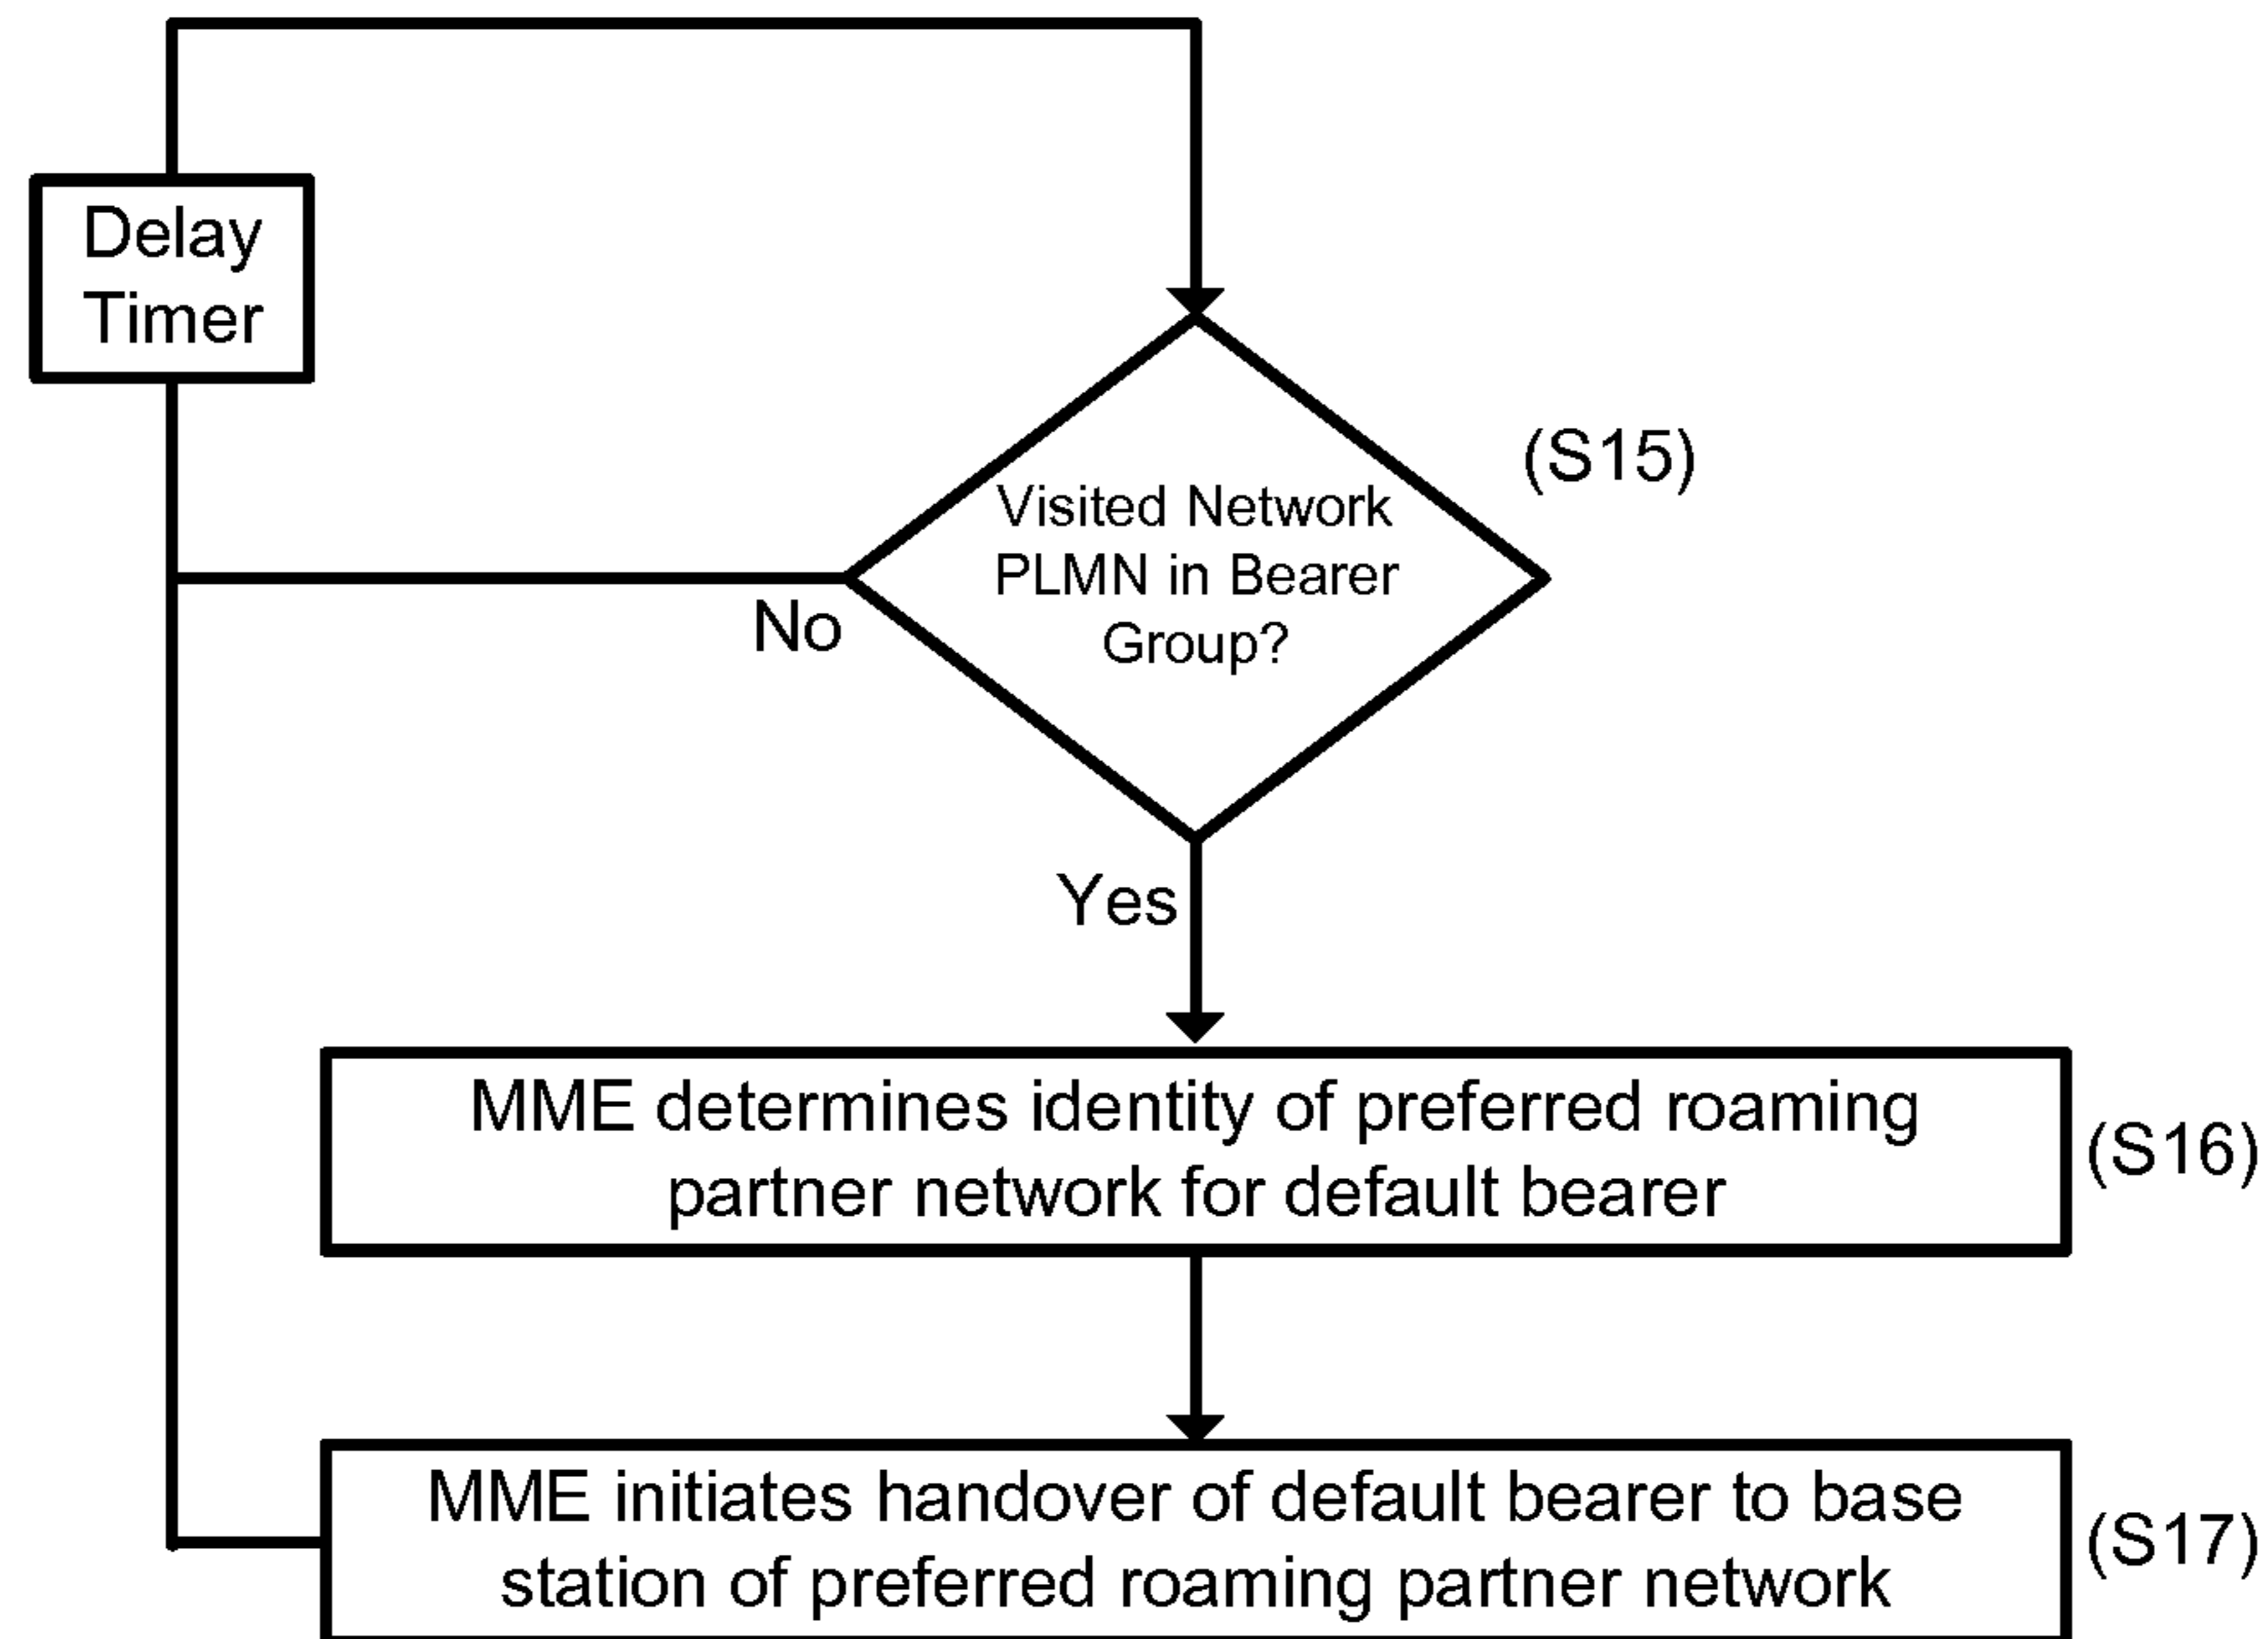 Delay
Timer
(S15)
Visited Network
PLMN in Bearer
Group?
No
Yes
MME determines identity of preferred roaming
partner network for default bearer
(S16)
MME initiates handover of default bearer to base
station of preferred roaming partner network
(S17)